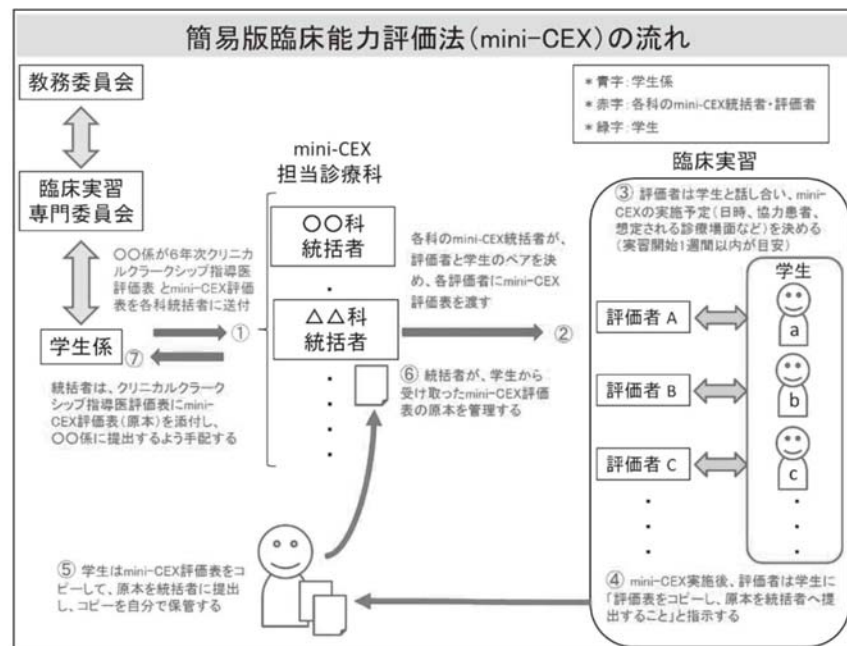 簡易版臨床能力評価法(mini-CEX)の流れ
教務委員会
臨床実習
専門委員会
学生係
＊青字：学生係
＊赤字：各科のmini-CEX統括者・評価者
＊緑字：学生
mini-CEX
担当診療科
〇〇科
統括者
△△科
統括者
・
・
・
・
〇〇係が６年次クリニカ
ルクラークシップ指導医
評価表 とmini-CEX評価
表を各科統括者に送付
①
各科のmini-CEX統括者が、
評価者と学生のペアを決
め、各評価者にmini-CEX
評価表を渡す
②
臨床実習
③ 評価者は学生と話し合い、mini-
CEXの実施予定（日時、協力患者、
想定される診療場面など）を決める
（実習開始1週間以内が目安）
学生
評価者 A
a
評価者 B
b
評価者 C
c
・
・
・
・
・
・
④ mini-CEX実施後、評価者は学生に
「評価表をコピーし、原本を統括者へ提
出すること」と指示する
⑤ 学生はmini-CEX評価表をコ
ピーして、原本を統括者に提出
し、コピーを自分で保管する
⑥ 統括者が、学生から
受け取ったmini-CEX評価
表の原本を管理する
⑦
統括者は、クリニカルクラーク
シップ指導医評価表にmini-
CEX評価表（原本）を添付し、
〇〇係に提出するよう手配する